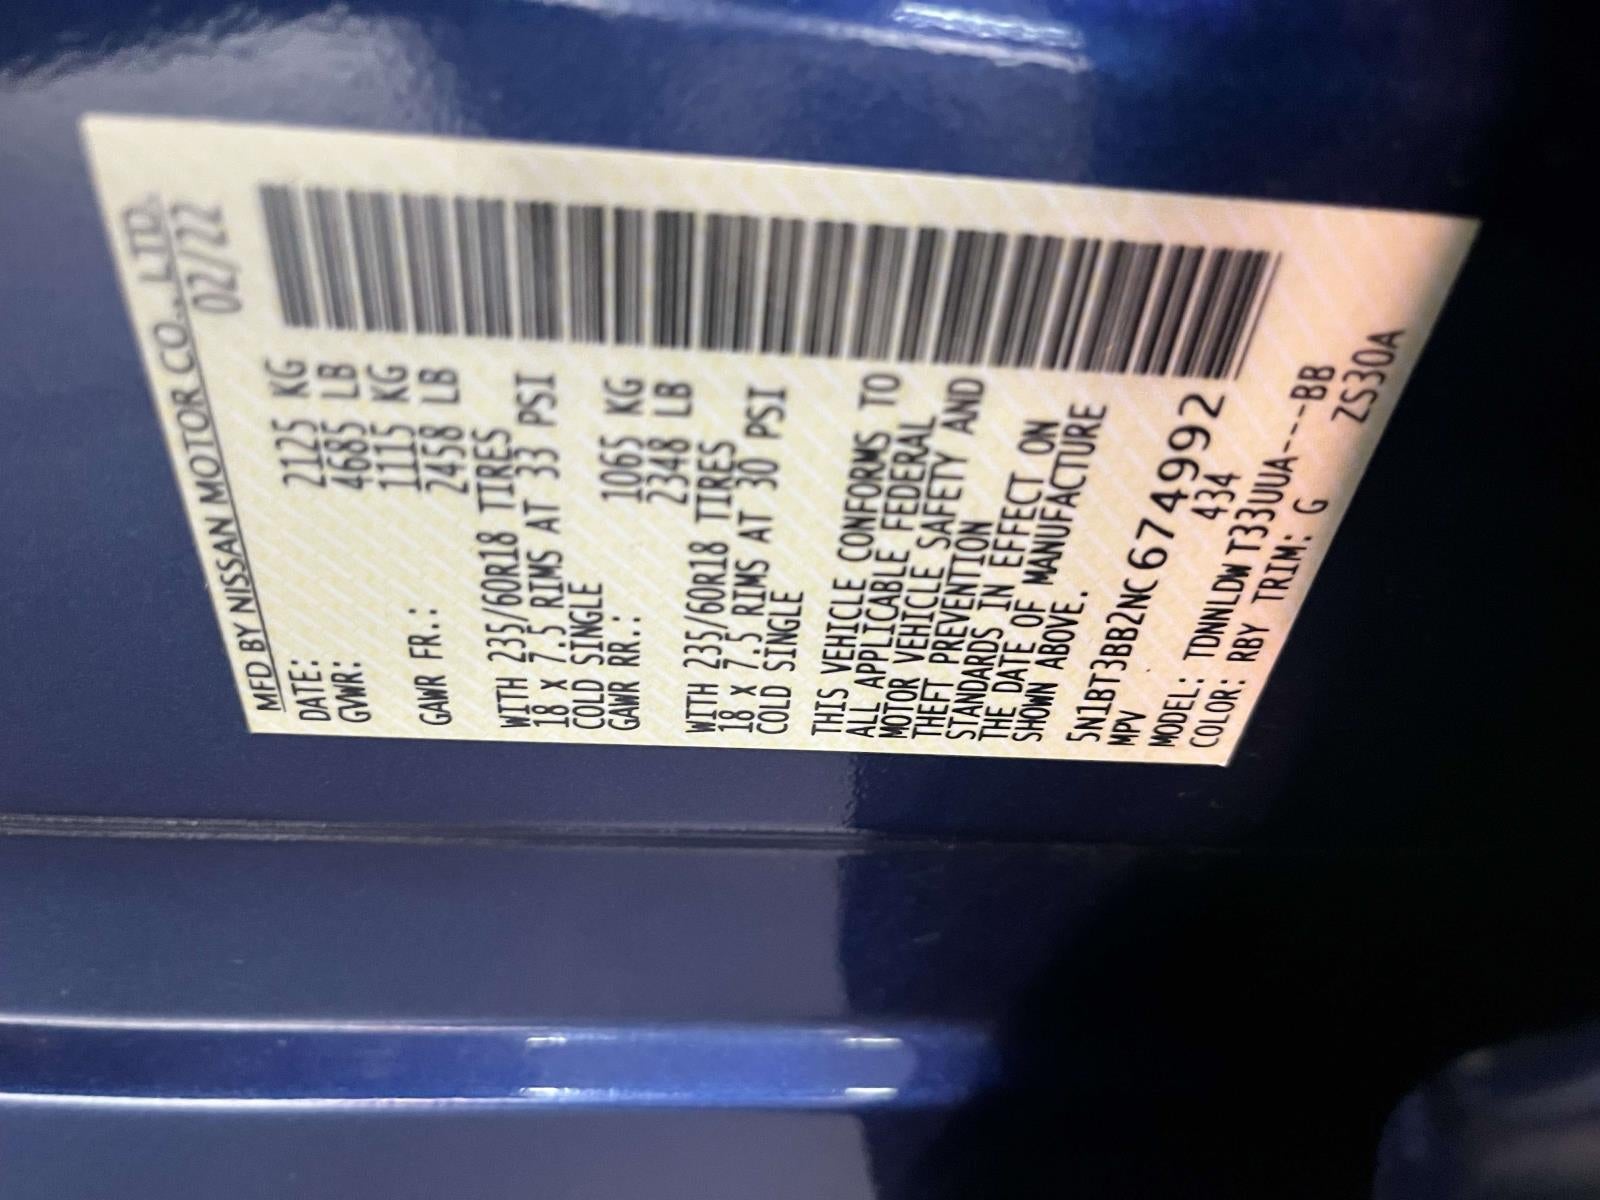 MFD BY NISSAN MOTOR CO., LTD.
DATE: 02/22
GVWR: 2125 KG
4685 LB
GAWR FR.: 1115 KG
2458 LB
WITH 235/60R18 TIRES
18 x 7.5 RIMS AT 33 PSI
COLD SINGLE
GAWR RR.: 1065 KG
2348 LB
WITH 235/60R18 TIRES
18 x 7.5 RIMS AT 30 PSI
COLD SINGLE
THIS VEHICLE CONFORMS TO
ALL APPLICABLE FEDERAL
MOTOR VEHICLE SAFETY AND
THEFT PREVENTION
STANDARDS IN EFFECT ON
THE DATE OF MANUFACTURE
SHOWN ABOVE.
5N1BT3BB2NC674992
MPV 434
MODEL: TDNNLDWT33UUA----BB
COLOR: RBY TRIM: G ZS30A